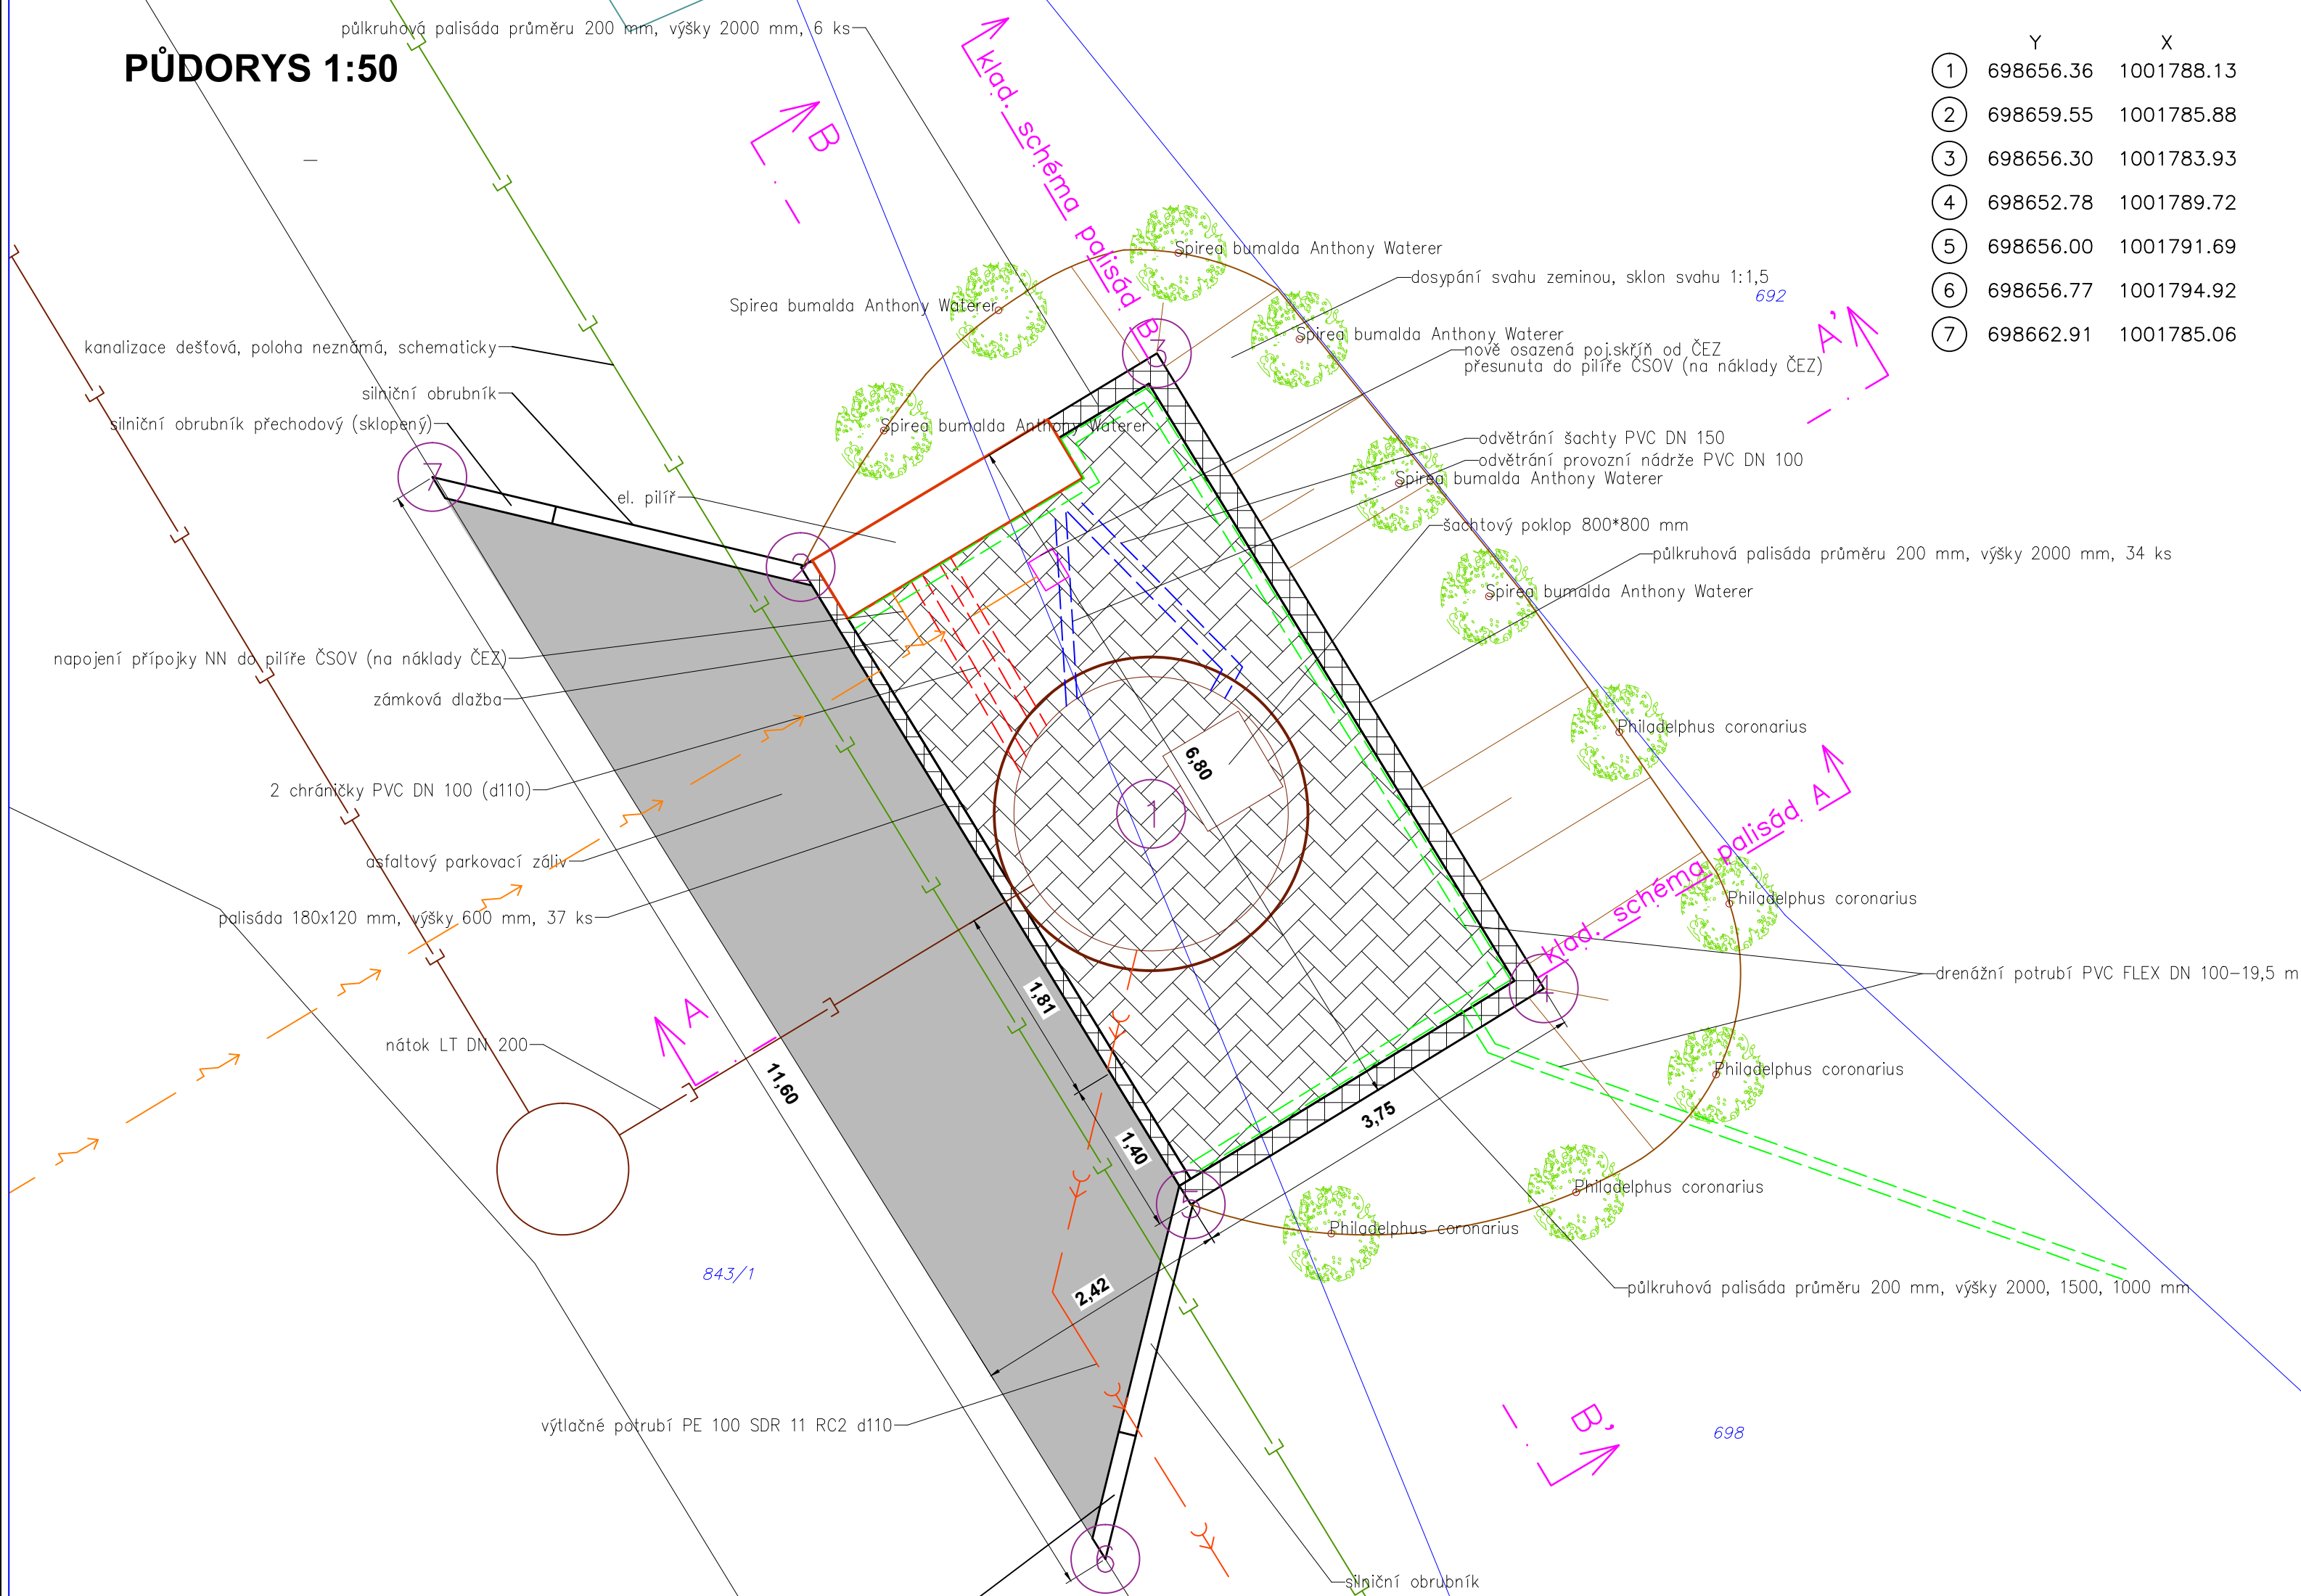 půlkruhová palisáda průměru 200 mm, výšky 2000 mm, 6 ks
PŮDORYS 1:50
Y X
1 698656.36 1001788.13
2 698659.55 1001785.88
3 698656.30 1001783.93
4 698652.78 1001789.72
5 698656.00 1001791.69
6 698656.77 1001794.92
7 698662.91 1001785.06
klad. schéma palisád B
B
Spirea bumalda Anthony Waterer
dosypání svahu zeminou, sklon svahu 1:1,5
692
Spirea bumalda Anthony Waterer
A'
Spirea bumalda Anthony Waterer
kanalizace dešťová, poloha neznámá, schematicky
nově osazená poj.skříň od ČEZ
přesunuta do pilíře ČSOV (na náklady ČEZ)
3
silniční obrubník
silniční obrubník přechodový (sklopený)
Spirea bumalda Anthony Waterer
odvětrání šachty PVC DN 150
odvětrání provozní nádrže PVC DN 100
7
Spirea bumalda Anthony Waterer
el. pilíř
šachtový poklop 800*800 mm
půlkruhová palisáda průměru 200 mm, výšky 2000 mm, 34 ks
2
Spirea bumalda Anthony Waterer
napojení přípojky NN do pilíře ČSOV (na náklady ČEZ)
zámková dlažba
Philadelphus coronarius
6,80
2 chráničky PVC DN 100 (d110)
1
klad. schéma palisád A
asfaltový parkovací záliv
Philadelphus coronarius
palisáda 180x120 mm, výšky 600 mm, 37 ks
drenážní potrubí PVC FLEX DN 100-19,5 m
4
1,81
A
nátok LT DN 200
Philadelphus coronarius
11,60
3,75
1,40
Philadelphus coronarius
5
Philadelphus coronarius
843/1
2,42
půlkruhová palisáda průměru 200 mm, výšky 2000, 1500, 1000 mm
výtlačné potrubí PE 100 SDR 11 RC2 d110
B'
698
6
silniční obrubník